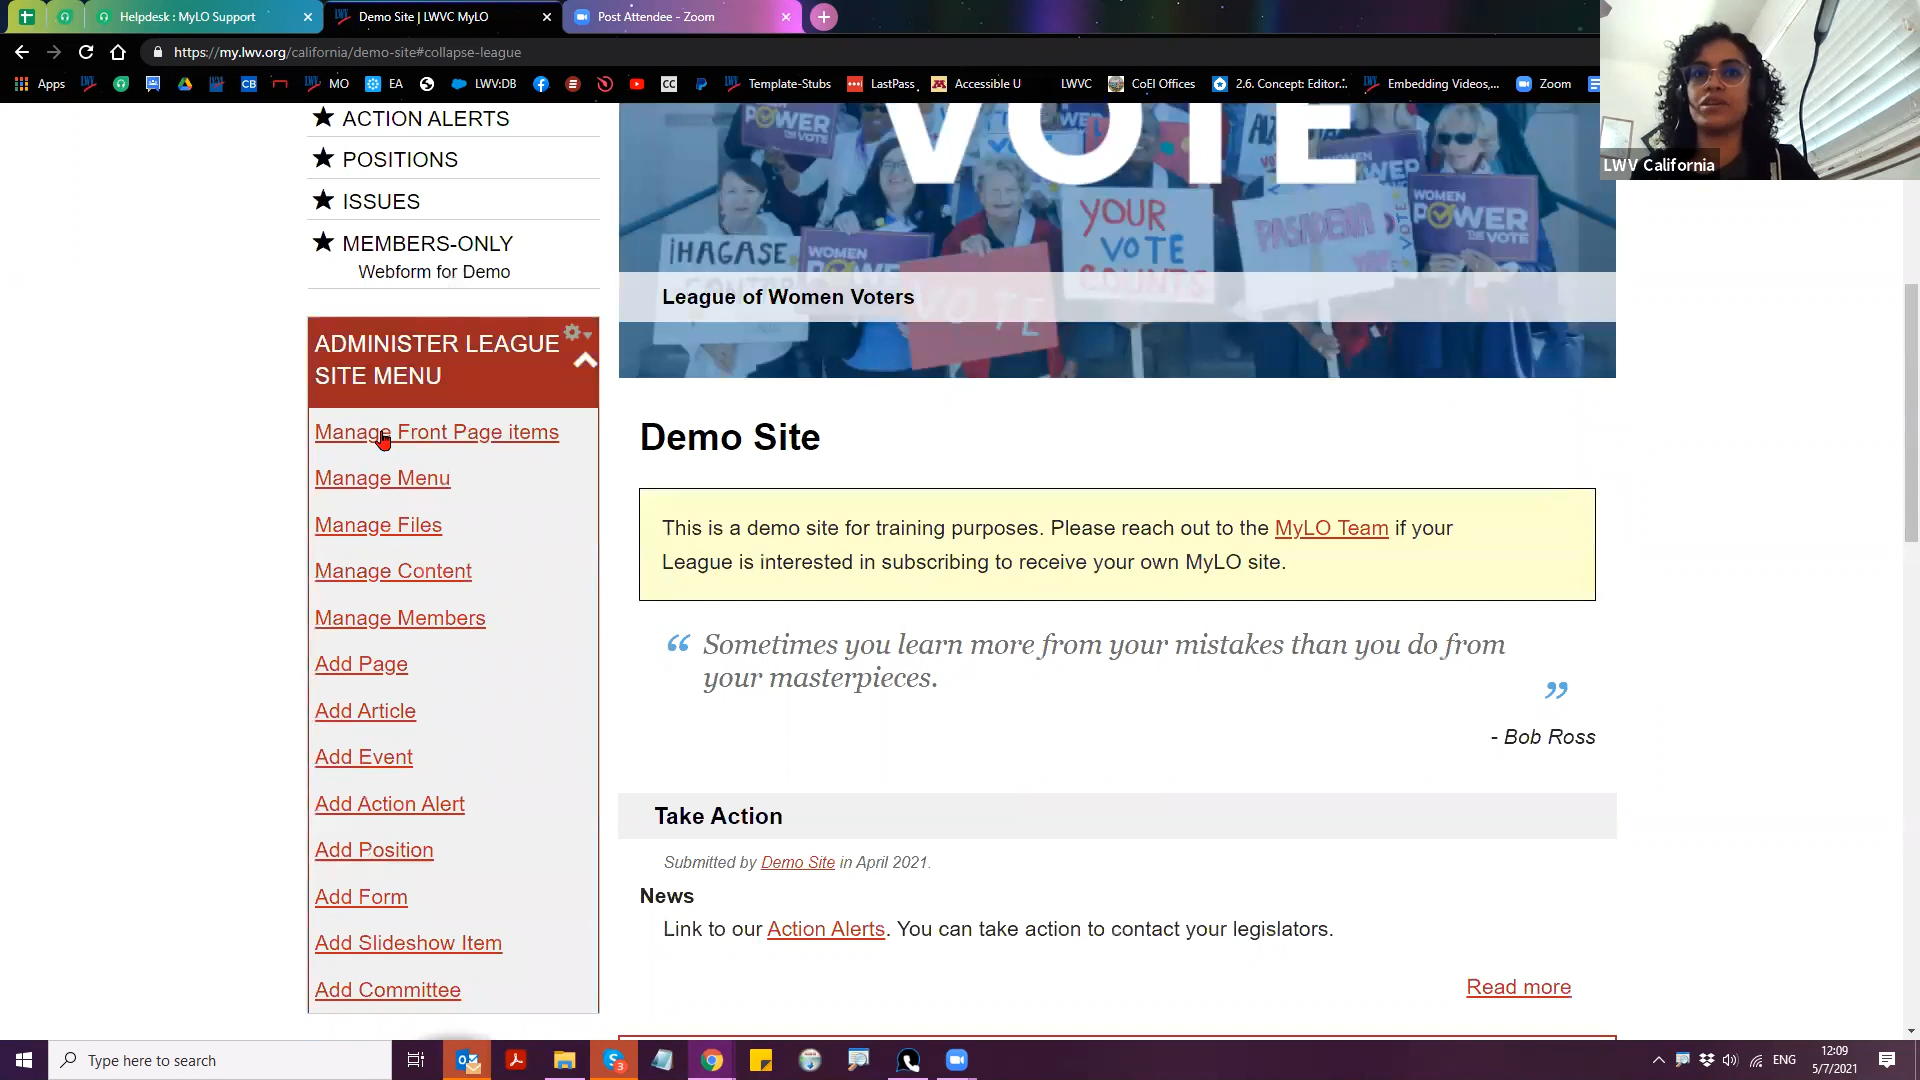 Helpdesk : MyLO Support
Demo Site | LWVC MyLO
Post Attendee - Zoom
https://my.lwv.org/california/demo-site#collapse-league
Apps
MO
EA
LWV:DB
CC
Template-Stubs
LastPass
Accessible U
LWVC
CoEl Offices
2.6. Concept: Editor...
Embedding Videos,...
Zoom
LWV California
ACTION ALERTS
POSITIONS
ISSUES
MEMBERS-ONLY
Webform for Demo
VOTE
POWER
THE VOTE
YOUR
VOTE
COUNTS
¡HAGASE
WOMEN
WOMEN
POWER
THE VOTE
League of Women Voters
ADMINISTER LEAGUE
SITE MENU
Manage Front Page items
Manage Menu
Manage Files
Manage Content
Manage Members
Add Page
Add Article
Add Event
Add Action Alert
Add Position
Add Form
Add Slideshow Item
Add Committee
Demo Site
This is a demo site for training purposes. Please reach out to the MyLO Team if your
League is interested in subscribing to receive your own MyLO site.
“ Sometimes you learn more from your mistakes than you do from
your masterpieces. ”
- Bob Ross
Take Action
Submitted by Demo Site in April 2021.
News
Link to our Action Alerts. You can take action to contact your legislators.
Read more
Type here to search
3
ENG
12:09
5/7/2021